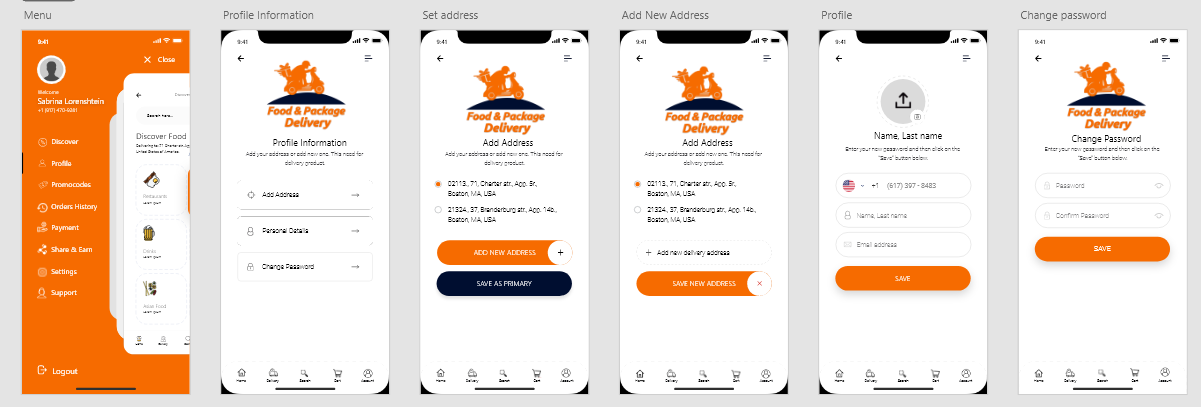 Menu
9:41
Close
Welcome
Sabrina Lorenshtein
+1 (617) 470-9281
Discover
Profile
Promocodes
Orders History
Payment
Share & Earn
Settings
Support
Logout
Search here...
Discover Food
United States of America
Restaurants
Drinks
Asian Food
Profile Information
9:41
Food & Package
Delivery
Profile Information
Add your address or add new one. This need for
delivery product.
Add Address
Personal Details
Change Password
Home
Delivery
Search
Cart
Account
Set address
9:41
Food & Package
Delivery
Add Address
Add your address or add new one. This need for
delivery product.
02113., 71, Charter str., App. 5r.,
Boston, MA, USA
21324., 37, Branderburg str., App. 14b.,
Boston, MA, USA
ADD NEW ADDRESS
SAVE AS PRIMARY
Home
Delivery
Search
Cart
Account
Add New Address
9:41
Food & Package
Delivery
Add Address
Add your address or add new one. This need for
delivery product.
02113., 71, Charter str., App. 5r.,
Boston, MA, USA
21324., 37, Branderburg str., App. 14b.,
Boston, MA, USA
Add new delivery address
SAVE NEW ADDRESS
Home
Delivery
Search
Cart
Account
Profile
9:41
Name, Last name
Enter your new password and then click on the
"Save" button below.
+1 (617) 397 - 8483
Name, Last name
Email address
SAVE
Home
Delivery
Search
Cart
Account
Change password
9:41
Food & Package
Delivery
Change Password
Enter your new password and then click on the
"Save" button below.
Password
Confirm Password
SAVE
Home
Delivery
Search
Cart
Account